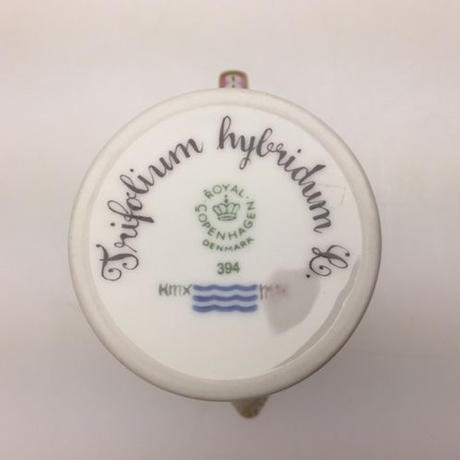 Trifolium hybridum L.
ROYAL
COPENHAGEN
DENMARK
394